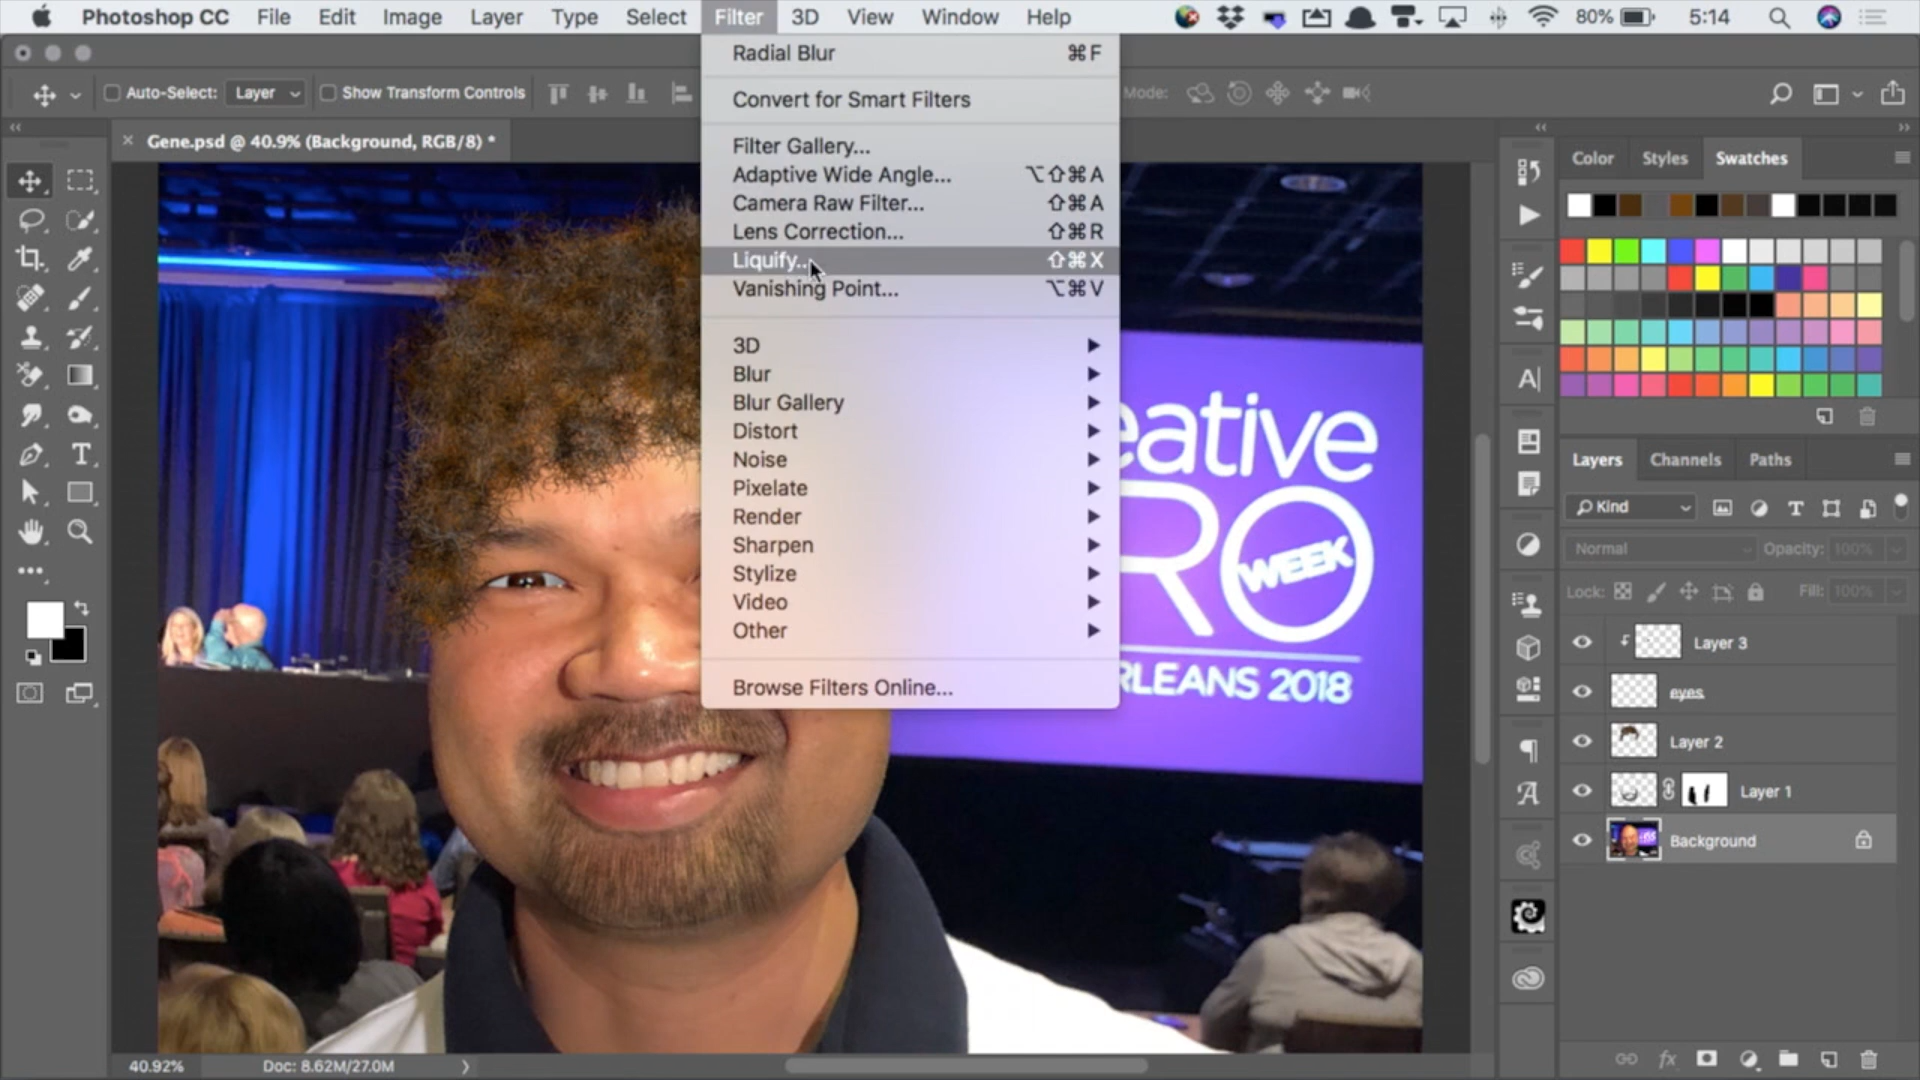 Photoshop CC File Edit Image Layer Type Select Filter 3D View Window Help 80% 5:14
Auto-Select: Layer Show Transform Controls Mode:
Gene.psd @ 40.9% (Background, RGB/8) *
Radial Blur ⌘F
Convert for Smart Filters
Filter Gallery...
Adaptive Wide Angle... ⌥⇧⌘A
Camera Raw Filter... ⇧⌘A
Lens Correction... ⇧⌘R
Liquify... ⇧⌘X
Vanishing Point... ⌥⌘V
3D
Blur
Blur Gallery
Distort
Noise
Pixelate
Render
Sharpen
Stylize
Video
Other
Browse Filters Online...
eative
RO
WEEK
RLEANS 2018
Color Styles Swatches
Layers Channels Paths
Kind
Normal Opacity: 100%
Lock: Fill: 100%
Layer 3
eyes
Layer 2
Layer 1
Background
40.92% Doc: 8.62M/27.0M